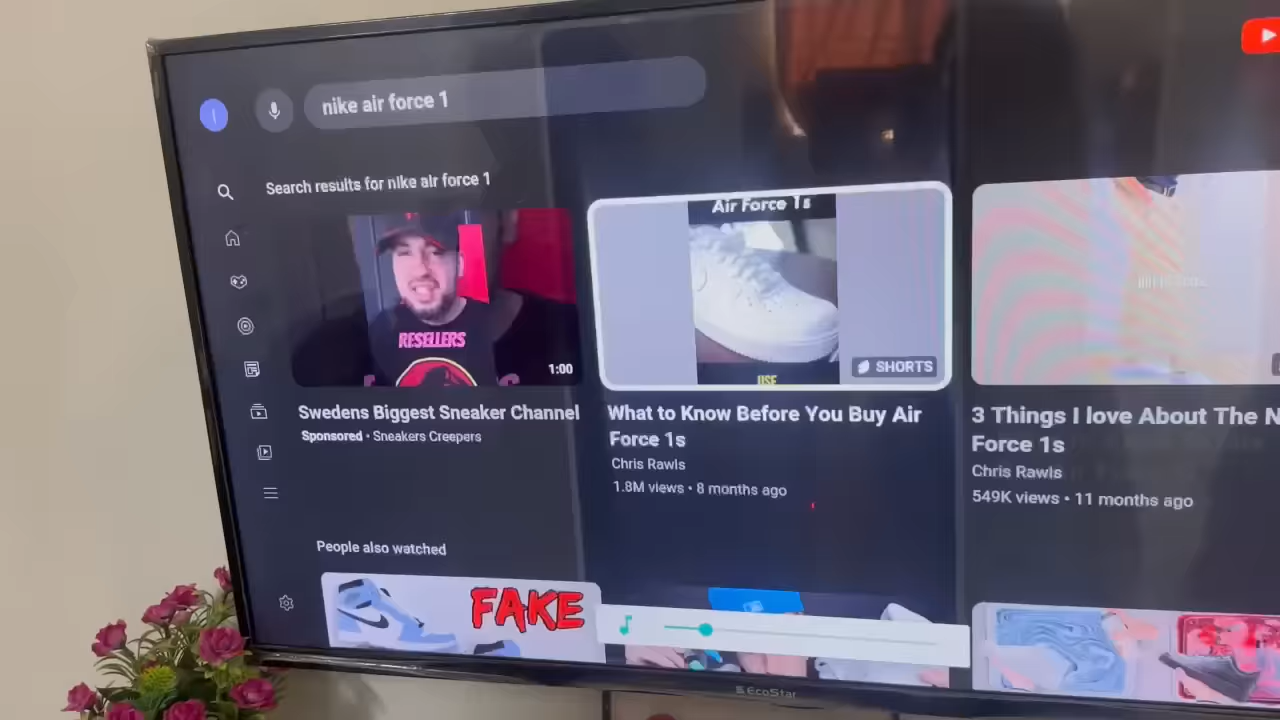 nike air force 1
Search results for nike air force 1
Air Force 1s
RESELLERS
1:00
USE
SHORTS
Swedens Biggest Sneaker Channel
Sponsored • Sneakers Creepers
What to Know Before You Buy Air
Force 1s
Chris Rawls
1.8M views • 8 months ago
3 Things I love About The N
Force 1s
Chris Rawls
549K views • 11 months ago
People also watched
FAKE
EcoStar